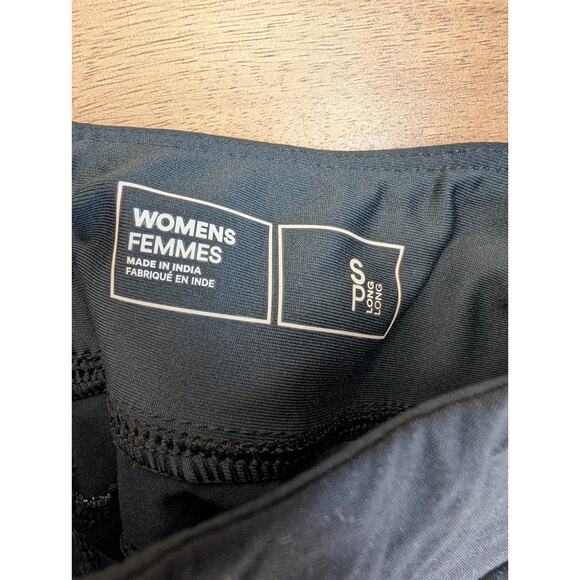 WOMENS
FEMMES
MADE IN INDIA
FABRIQUÉ EN INDE
S
P
LONG
LONG